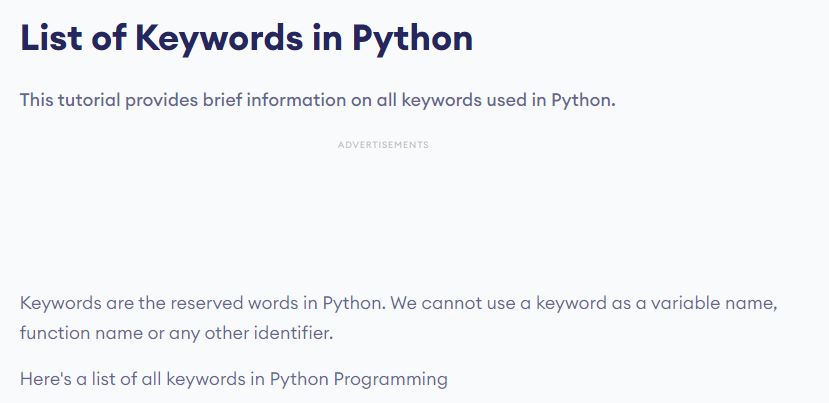 List of Keywords in Python
This tutorial provides brief information on all keywords used in Python.
ADVERTISEMENTS
Keywords are the reserved words in Python. We cannot use a keyword as a variable name,
function name or any other identifier.
Here's a list of all keywords in Python Programming